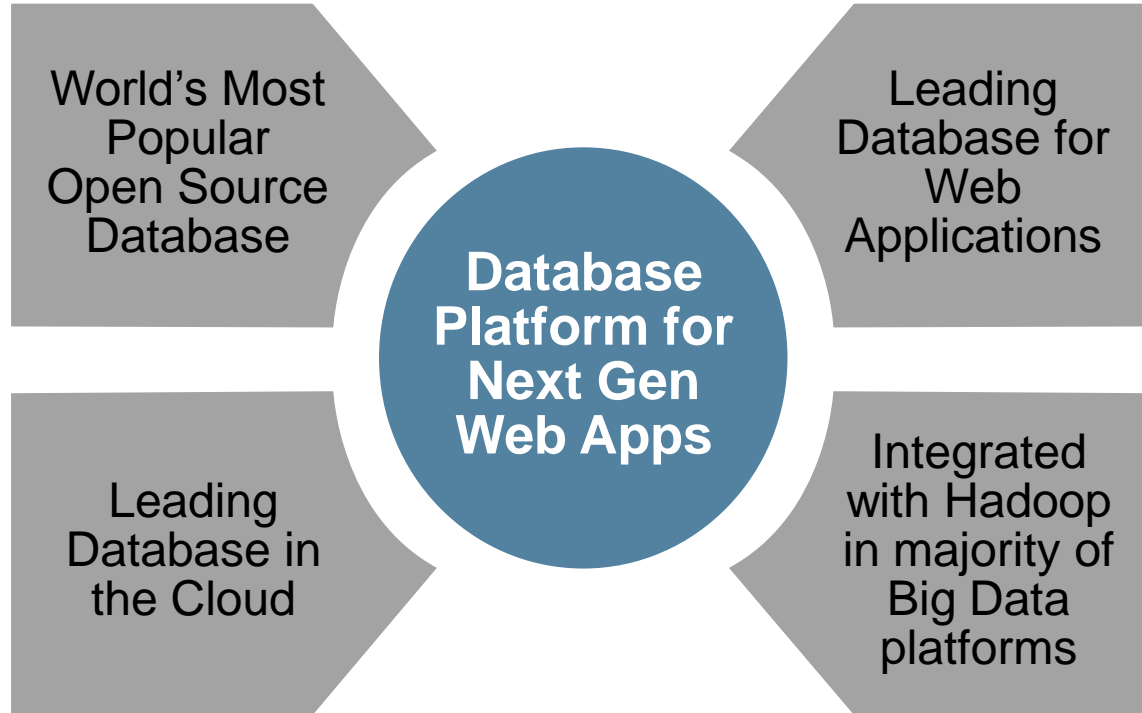 World’s Most
Popular
Open Source
Database
Leading
Database for
Web
Applications
Database
Platform for
Next Gen
Web Apps
Leading
Database in
the Cloud
Integrated
with Hadoop
in majority of
Big Data
platforms